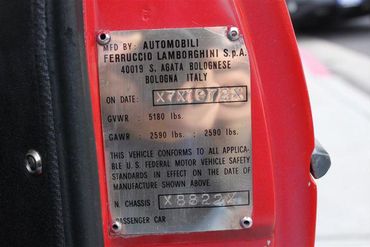 MFD BY: AUTOMOBILI
FERRUCCIO LAMBORGHINI S.p.A.
40019 S. AGATA BOLOGNESE
BOLOGNA ITALY
ON DATE:
GVWR : 5180 lbs.
GAWR : 2590 lbs. : 2590 lbs.
THIS VEHICLE CONFORMS TO ALL APPLICA-
BLE U.S. FEDERAL MOTOR VEHICLE SAFETY
STANDARDS IN EFFECT ON THE DATE OF
MANUFACTURE SHOWN ABOVE.
N. CHASSIS: X8822X
PASSENGER CAR